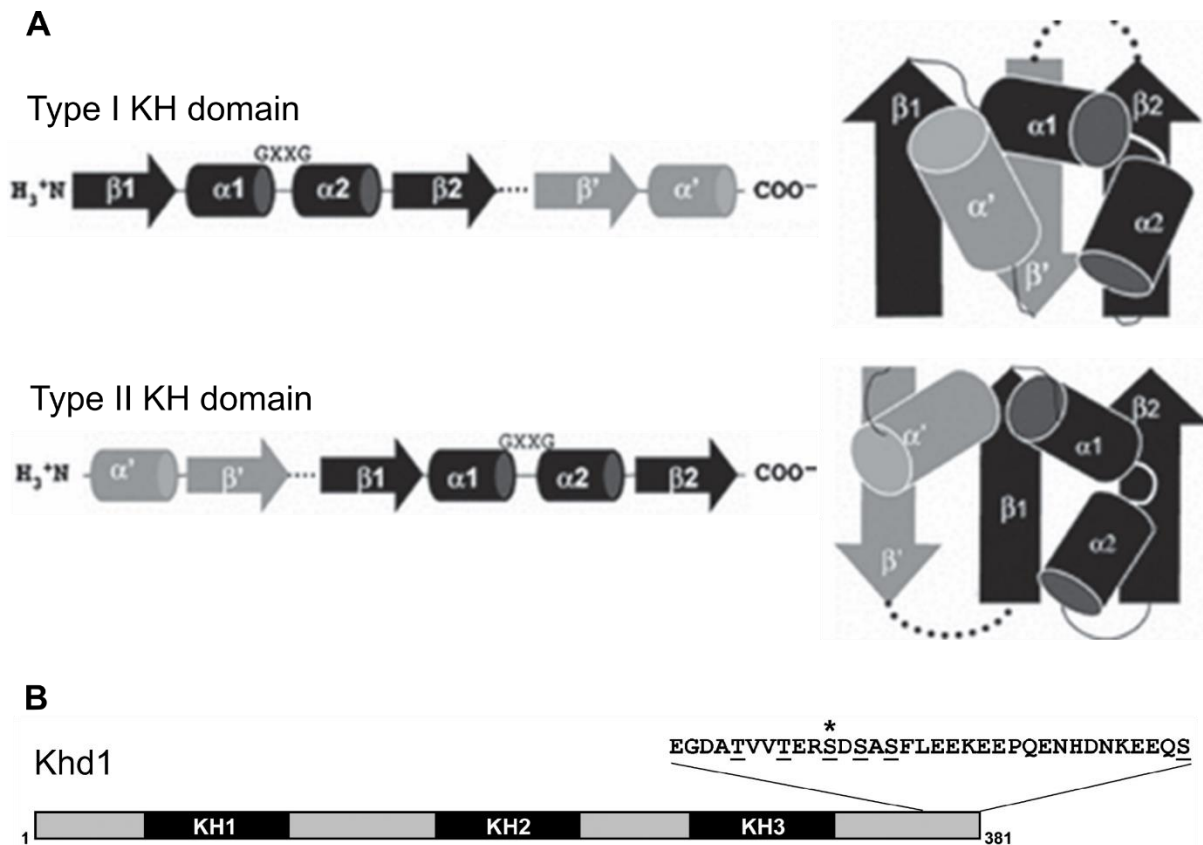 A
Type I KH domain
GXXG
H₃⁺N β1 α1 α2 β2 β' α' COO⁻
β1 α1 β2 α' α2 β'
Type II KH domain
GXXG
H₃⁺N α' β' β1 α1 α2 β2 COO⁻
α' β2 α1 β1 α2 β'
B
*
EGDATVVTERSDSASFLEEKEEPQENHDNKEEQS
Khd1
1 KH1 KH2 KH3 381